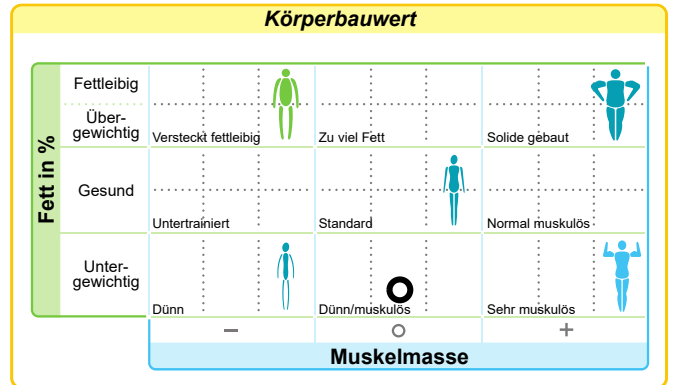 Körperbauwert
Fett in %
Fettleibig
Über-
gewichtig
Versteckt fettleibig
Zu viel Fett
Solide gebaut
Gesund
Untertrainiert
Standard
Normal muskulös
Unter-
gewichtig
Dünn
Dünn/muskulös
Sehr muskulös
− ○ +
Muskelmasse